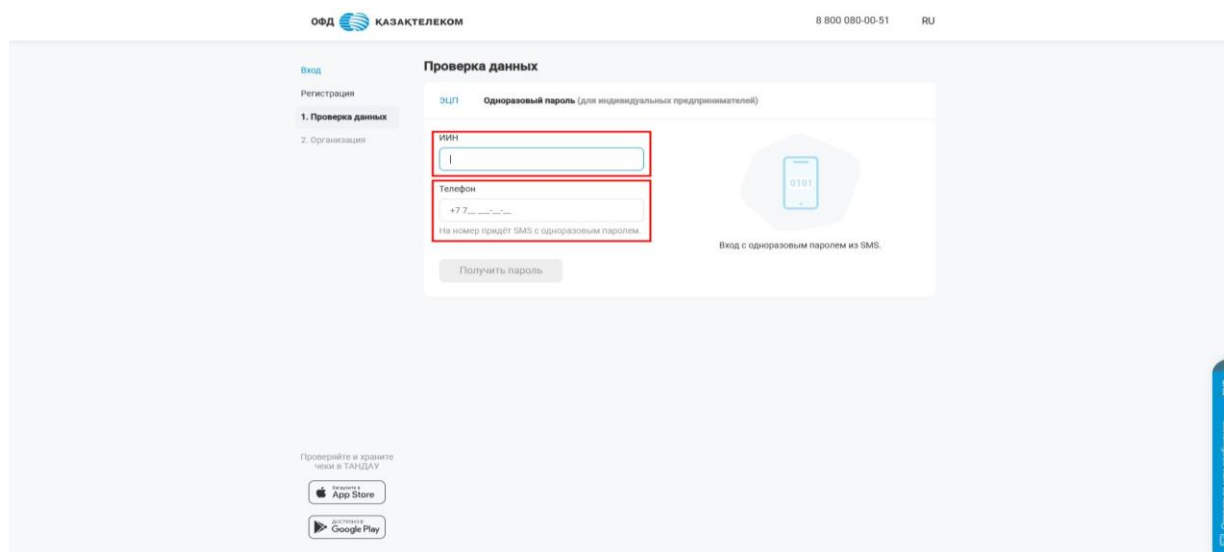 ОФД ҚАЗАҚТЕЛЕКОМ
8 800 080-00-51 RU
Вход
Регистрация
1. Проверка данных
2. Организация
Проверка данных
ЭЦП Одноразовый пароль (для индивидуальных предпринимателей)
ИИН
Телефон
+7 7__ ___-__-__
На номер придёт SMS с одноразовым паролем.
Получить пароль
0101
Вход с одноразовым паролем из SMS.
Проверяйте и храните
чеки в ТАНДАУ
Загрузите в
App Store
ДОСТУПНО В
Google Play